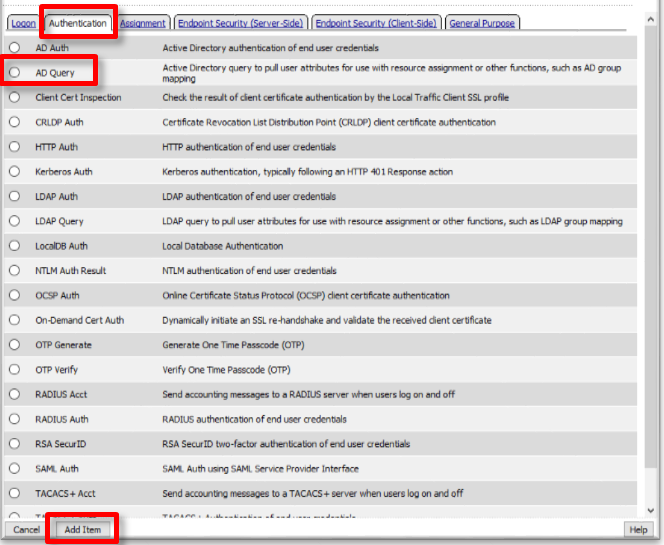 Logon Authentication Assignment Endpoint Security (Server-Side) Endpoint Security (Client-Side) General Purpose
AD Auth Active Directory authentication of end user credentials
AD Query Active Directory query to pull user attributes for use with resource assignment or other functions, such as AD group
mapping
Client Cert Inspection Check the result of client certificate authentication by the Local Traffic Client SSL profile
CRLDP Auth Certificate Revocation List Distribution Point (CRLDP) client certificate authentication
HTTP Auth HTTP authentication of end user credentials
Kerberos Auth Kerberos authentication, typically following an HTTP 401 Response action
LDAP Auth LDAP authentication of end user credentials
LDAP Query LDAP query to pull user attributes for use with resource assignment or other functions, such as LDAP group mapping
LocalDB Auth Local Database Authentication
NTLM Auth Result NTLM authentication of end user credentials
OCSP Auth Online Certificate Status Protocol (OCSP) client certificate authentication
On-Demand Cert Auth Dynamically initiate an SSL re-handshake and validate the received client certificate
OTP Generate Generate One Time Passcode (OTP)
OTP Verify Verify One Time Passcode (OTP)
RADIUS Acct Send accounting messages to a RADIUS server when users log on and off
RADIUS Auth RADIUS authentication of end user credentials
RSA SecurID RSA SecurID two-factor authentication of end user credentials
SAML Auth SAML Auth using SAML Service Provider Interface
TACACS+ Acct Send accounting messages to a TACACS+ server when users log on and off
TACACS+ Authentication of end user credentials
Cancel Add Item Help